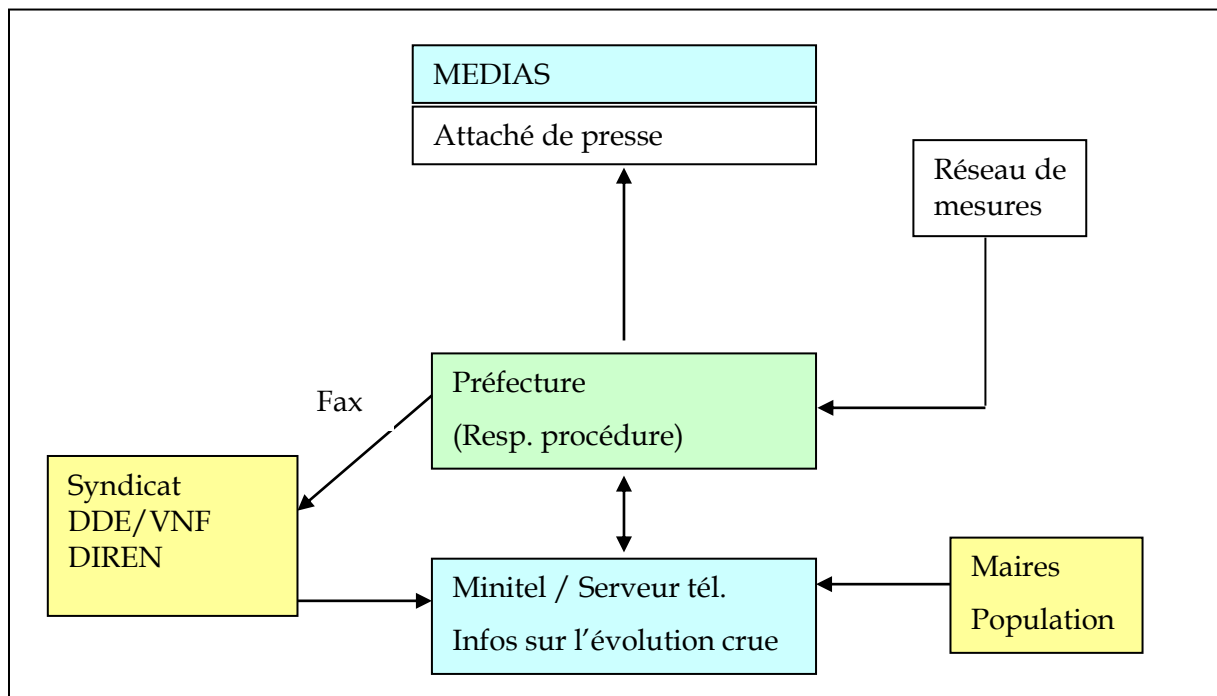 MEDIAS
Attaché de presse
Réseau de
mesures
Préfecture
(Resp. procédure)
Fax
Syndicat
DDE/VNF
DIREN
Minitel / Serveur tél.
Infos sur l’évolution crue
Maires
Population